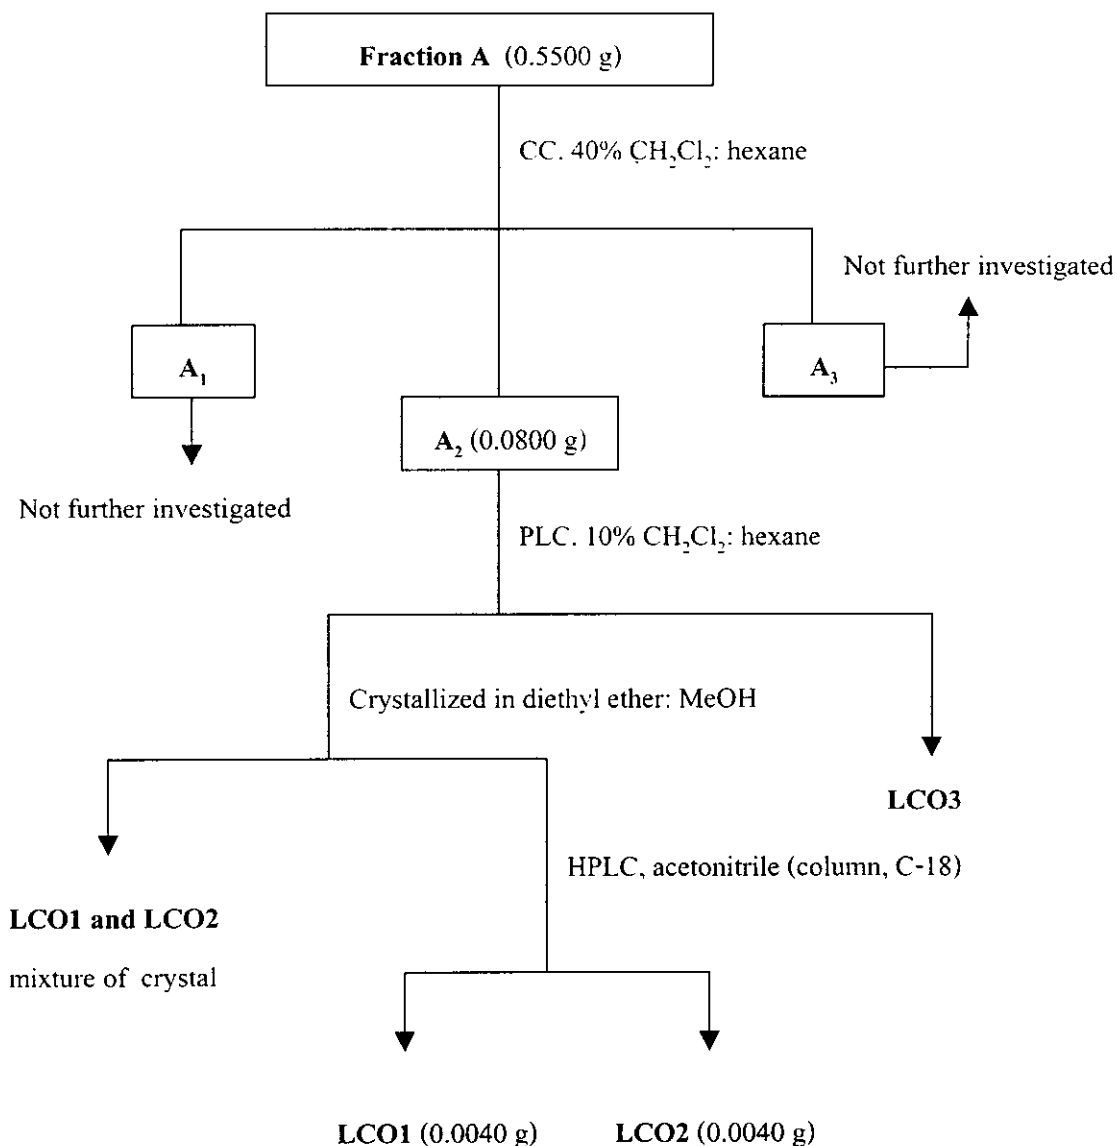 Fraction A (0.5500 g)
CC. 40% CH₂Cl₂: hexane
Not further investigated
A₁
A₃
A₂ (0.0800 g)
Not further investigated
PLC. 10% CH₂Cl₂: hexane
Crystallized in diethyl ether: MeOH
LCO3
HPLC, acetonitrile (column, C-18)
LCO1 and LCO2
mixture of crystal
LCO1 (0.0040 g)
LCO2 (0.0040 g)